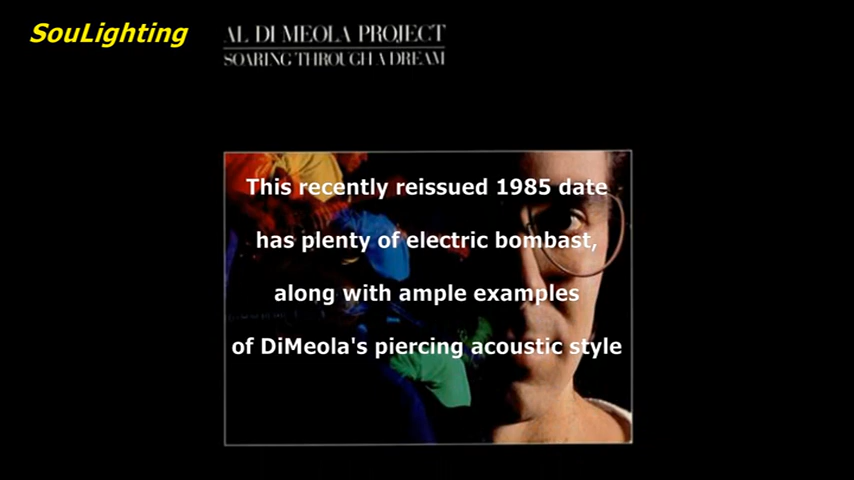 SouLighting
AL DI MEOLA PROJECT
SOARING THROUGH A DREAM
This recently reissued 1985 date
has plenty of electric bombast,
along with ample examples
of DiMeola's piercing acoustic style